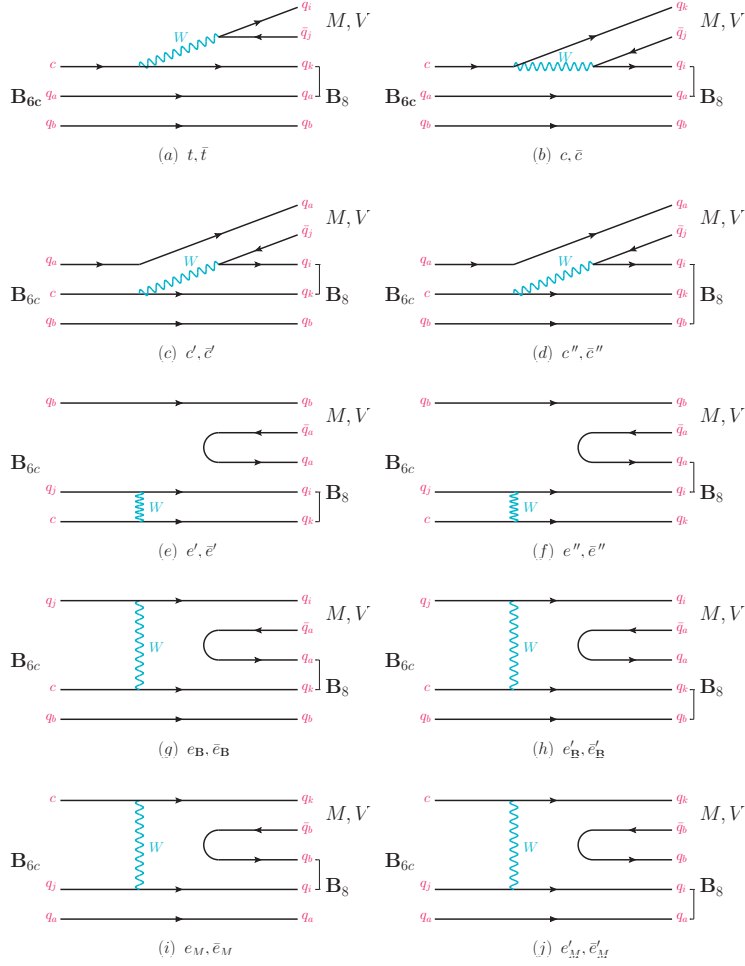 q_i
W q̄_j M, V
c q_k
B_6c q_a q_a B_8
q_b
(a) t, t̄
q_k
W q̄_j M, V
c q_i
B_6c q_a q_a B_8
q_b
(b) c, c̄
q_a
q̄_j M, V
q_a W q_i
B_6c c q_k B_8
q_b q_b
(c) c′, c̄′
q_a
q̄_j M, V
q_a W q_i
B_6c c q_k B_8
q_b q_b
(d) c″, c̄″
q_b q_b
M, V
q̄_a
B_6c q_a
q_j q_i
W B_8
c q_k
(e) e′, ē′
q_b q_b
M, V
q̄_a
B_6c q_a
q_j q_i
W B_8
c q_k
(f) e″, ē″
q_j q_i
M, V
q̄_a
B_6c W q_a
c q_k B_8
q_b q_b
(g) e_B, ē_B
q_j q_i
M, V
q̄_a
B_6c W q_a
c q_k B_8
q_b q_b
(h) e′_B, ē′_B
c q_k
M, V
q̄_b
B_6c W q_b
q_j q_i B_8
q_a q_a
(i) e_M, ē_M
c q_k
M, V
q̄_b
B_6c W q_b
q_j q_i B_8
q_a q_a
(j) e′_M, ē′_M